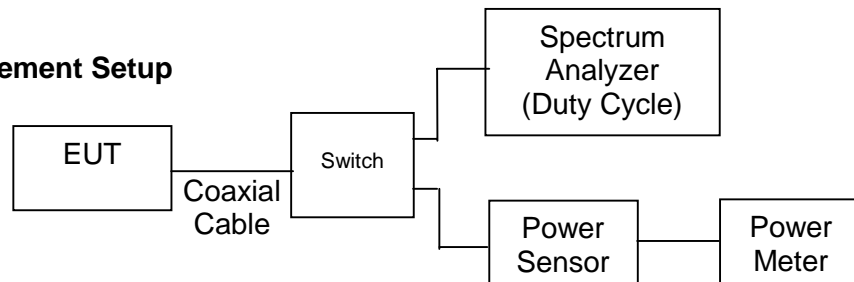 ement Setup
EUT
Coaxial
Cable
Switch
Spectrum
Analyzer
(Duty Cycle)
Power
Sensor
Power
Meter